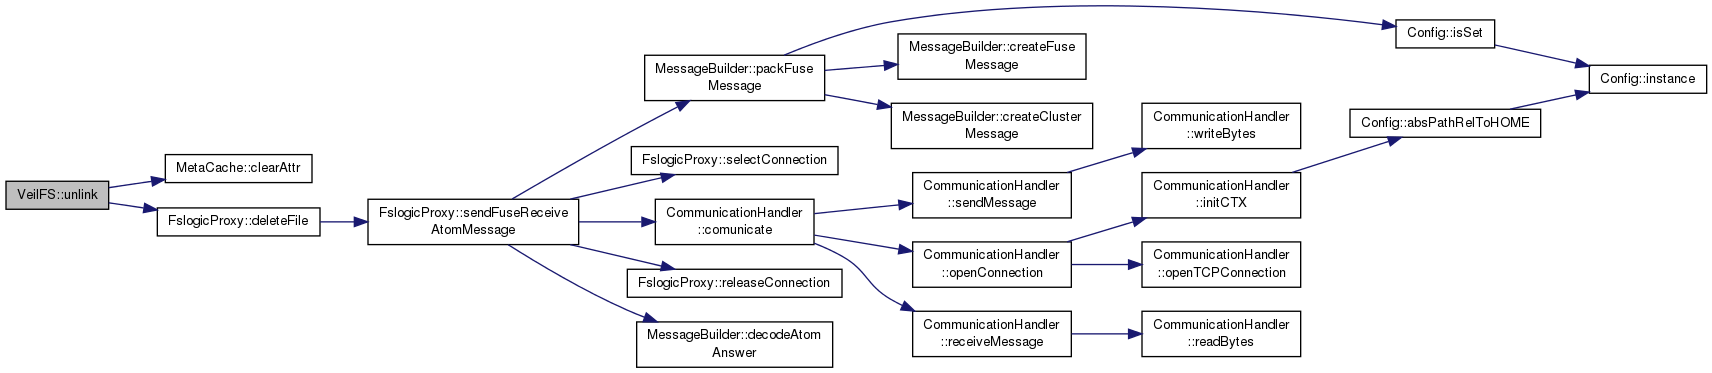 VeilFS::unlink
MetaCache::clearAttr
FslogicProxy::deleteFile
FslogicProxy::sendFuseReceive
AtomMessage
MessageBuilder::packFuse
Message
FslogicProxy::selectConnection
CommunicationHandler
::comunicate
FslogicProxy::releaseConnection
MessageBuilder::decodeAtom
Answer
MessageBuilder::createFuse
Message
MessageBuilder::createCluster
Message
CommunicationHandler
::sendMessage
CommunicationHandler
::openConnection
CommunicationHandler
::receiveMessage
CommunicationHandler
::writeBytes
CommunicationHandler
::initCTX
CommunicationHandler
::openTCPConnection
CommunicationHandler
::readBytes
Config::isSet
Config::absPathRelToHOME
Config::instance